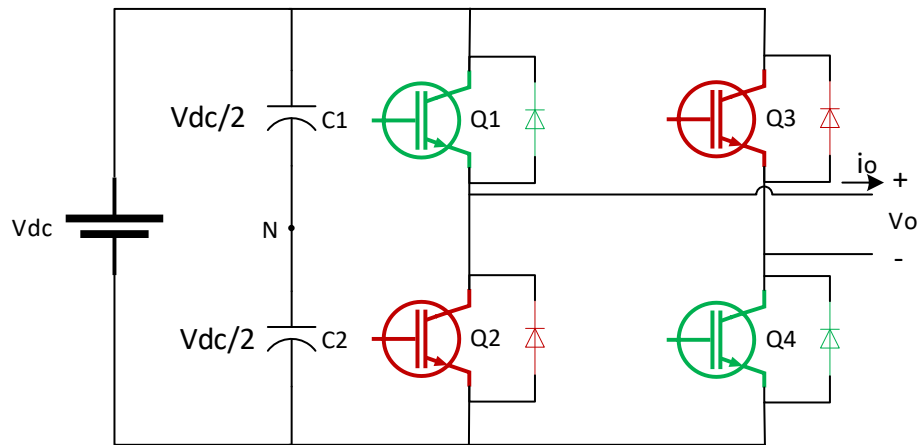 Vdc/2
C1
Q1
Q3
io
+
Vdc
N
Vo
-
Vdc/2
C2
Q2
Q4